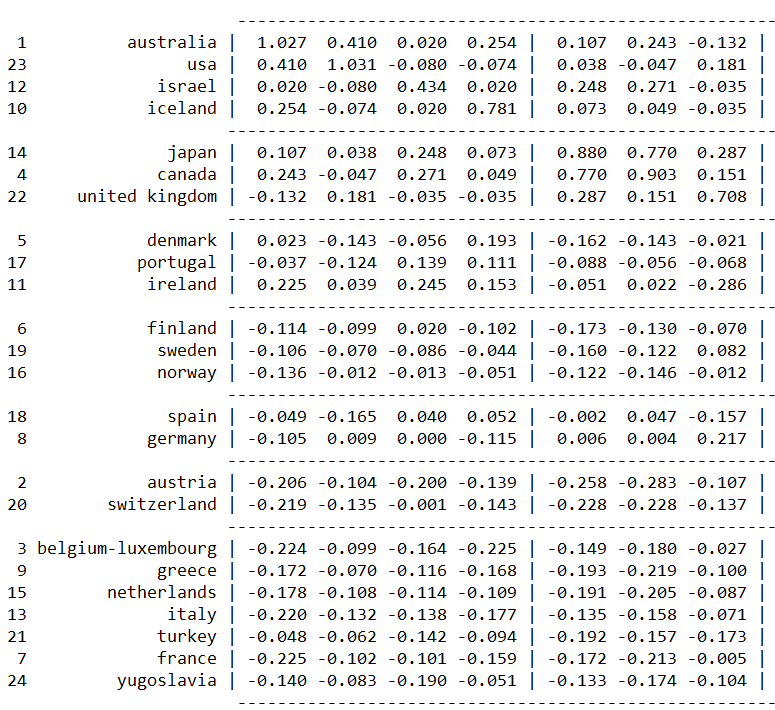 ------------------------------------------------------
1 australia | 1.027 0.410 0.020 0.254 | 0.107 0.243 -0.132 |
23 usa | 0.410 1.031 -0.080 -0.074 | 0.038 -0.047 0.181 |
12 israel | 0.020 -0.080 0.434 0.020 | 0.248 0.271 -0.035 |
10 iceland | 0.254 -0.074 0.020 0.781 | 0.073 0.049 -0.035 |
-------------------------------------------------------
14 japan | 0.107 0.038 0.248 0.073 | 0.880 0.770 0.287 |
4 canada | 0.243 -0.047 0.271 0.049 | 0.770 0.903 0.151 |
22 united kingdom | -0.132 0.181 -0.035 -0.035 | 0.287 0.151 0.708 |
-------------------------------------------------------
5 denmark | 0.023 -0.143 -0.056 0.193 | -0.162 -0.143 -0.021 |
17 portugal | -0.037 -0.124 0.139 0.111 | -0.088 -0.056 -0.068 |
11 ireland | 0.225 0.039 0.245 0.153 | -0.051 0.022 -0.286 |
-------------------------------------------------------
6 finland | -0.114 -0.099 0.020 -0.102 | -0.173 -0.130 -0.070 |
19 sweden | -0.106 -0.070 -0.086 -0.044 | -0.160 -0.122 0.082 |
16 norway | -0.136 -0.012 -0.013 -0.051 | -0.122 -0.146 -0.012 |
-------------------------------------------------------
18 spain | -0.049 -0.165 0.040 0.052 | -0.002 0.047 -0.157 |
8 germany | -0.105 0.009 0.000 -0.115 | 0.006 0.004 0.217 |
-------------------------------------------------------
2 austria | -0.206 -0.104 -0.200 -0.139 | -0.258 -0.283 -0.107 |
20 switzerland | -0.219 -0.135 -0.001 -0.143 | -0.228 -0.228 -0.137 |
-------------------------------------------------------
3 belgium-luxembourg | -0.224 -0.099 -0.164 -0.225 | -0.149 -0.180 -0.027 |
9 greece | -0.172 -0.070 -0.116 -0.168 | -0.193 -0.219 -0.100 |
15 netherlands | -0.178 -0.108 -0.114 -0.109 | -0.191 -0.205 -0.087 |
13 italy | -0.220 -0.132 -0.138 -0.177 | -0.135 -0.158 -0.071 |
21 turkey | -0.048 -0.062 -0.142 -0.094 | -0.192 -0.157 -0.173 |
7 france | -0.225 -0.102 -0.101 -0.159 | -0.172 -0.213 -0.005 |
24 yugoslavia | -0.140 -0.083 -0.190 -0.051 | -0.133 -0.174 -0.104 |
------------------------------------------------------